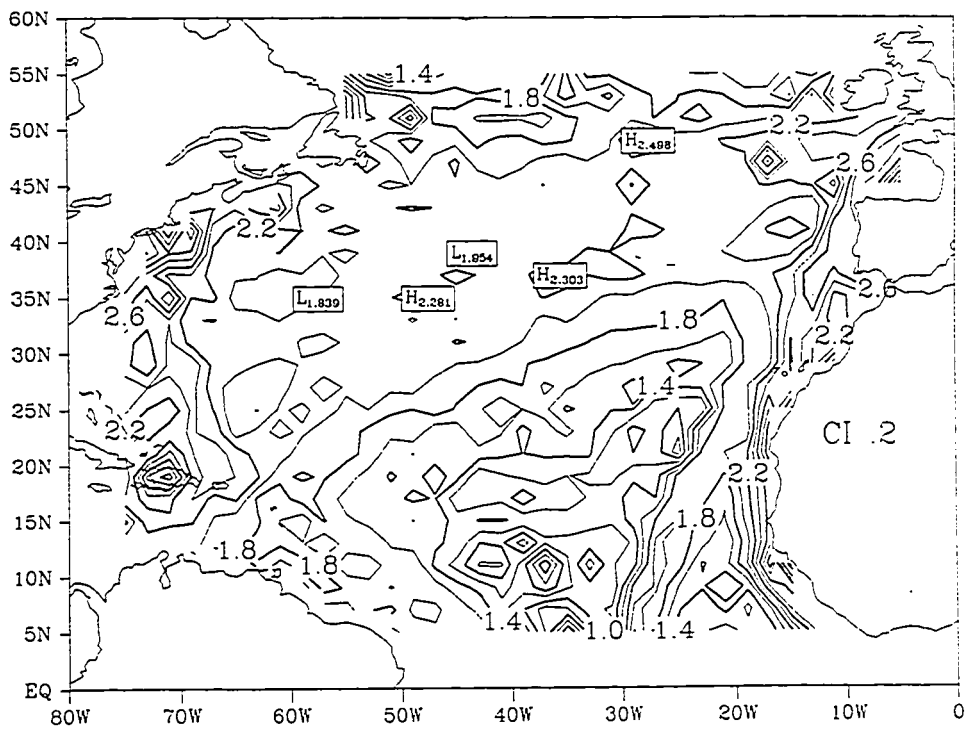 60N
55N
1.4
1.8
50N
2.2
H2.498
2.6
45N
2.2
40N
L1.954
H2.303
35N
2.6
L1.839
H2.281
2.6
1.8
2.2
30N
1.4
25N
2.2
CI .2
20N
2.2
15N
1.8
1.8
10N
1.8
5N
1.4
1.0
1.4
EQ
80W 70W 60W 50W 40W 30W 20W 10W 0